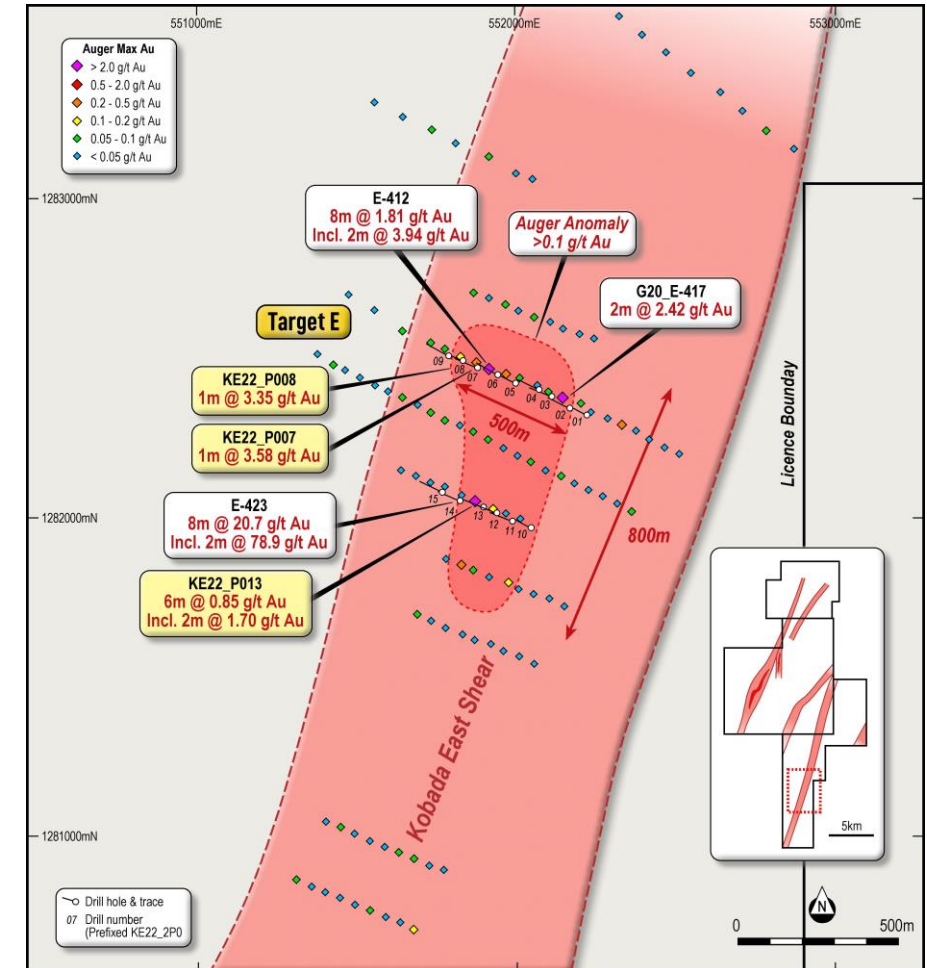 551000mE
552000mE
553000mE
Auger Max Au
> 2.0 g/t Au
0.5 - 2.0 g/t Au
0.2 - 0.5 g/t Au
0.1 - 0.2 g/t Au
0.05 - 0.1 g/t Au
< 0.05 g/t Au
1283000mN
E-412
8m @ 1.81 g/t Au
Incl. 2m @ 3.94 g/t Au
Auger Anomaly
>0.1 g/t Au
G20_E-417
2m @ 2.42 g/t Au
Target E
09
08
07
06
05
04
03
02
01
KE22_P008
1m @ 3.35 g/t Au
500m
KE22_P007
1m @ 3.58 g/t Au
Licence Bounday
E-423
8m @ 20.7 g/t Au
Incl. 2m @ 78.9 g/t Au
15
14
13
12
11
10
1282000mN
800m
KE22_P013
6m @ 0.85 g/t Au
Incl. 2m @ 1.70 g/t Au
Kobada East Shear
5km
1281000mN
Drill hole & trace
07 Drill number
(Prefixed KE22_2P0
N
0
500m